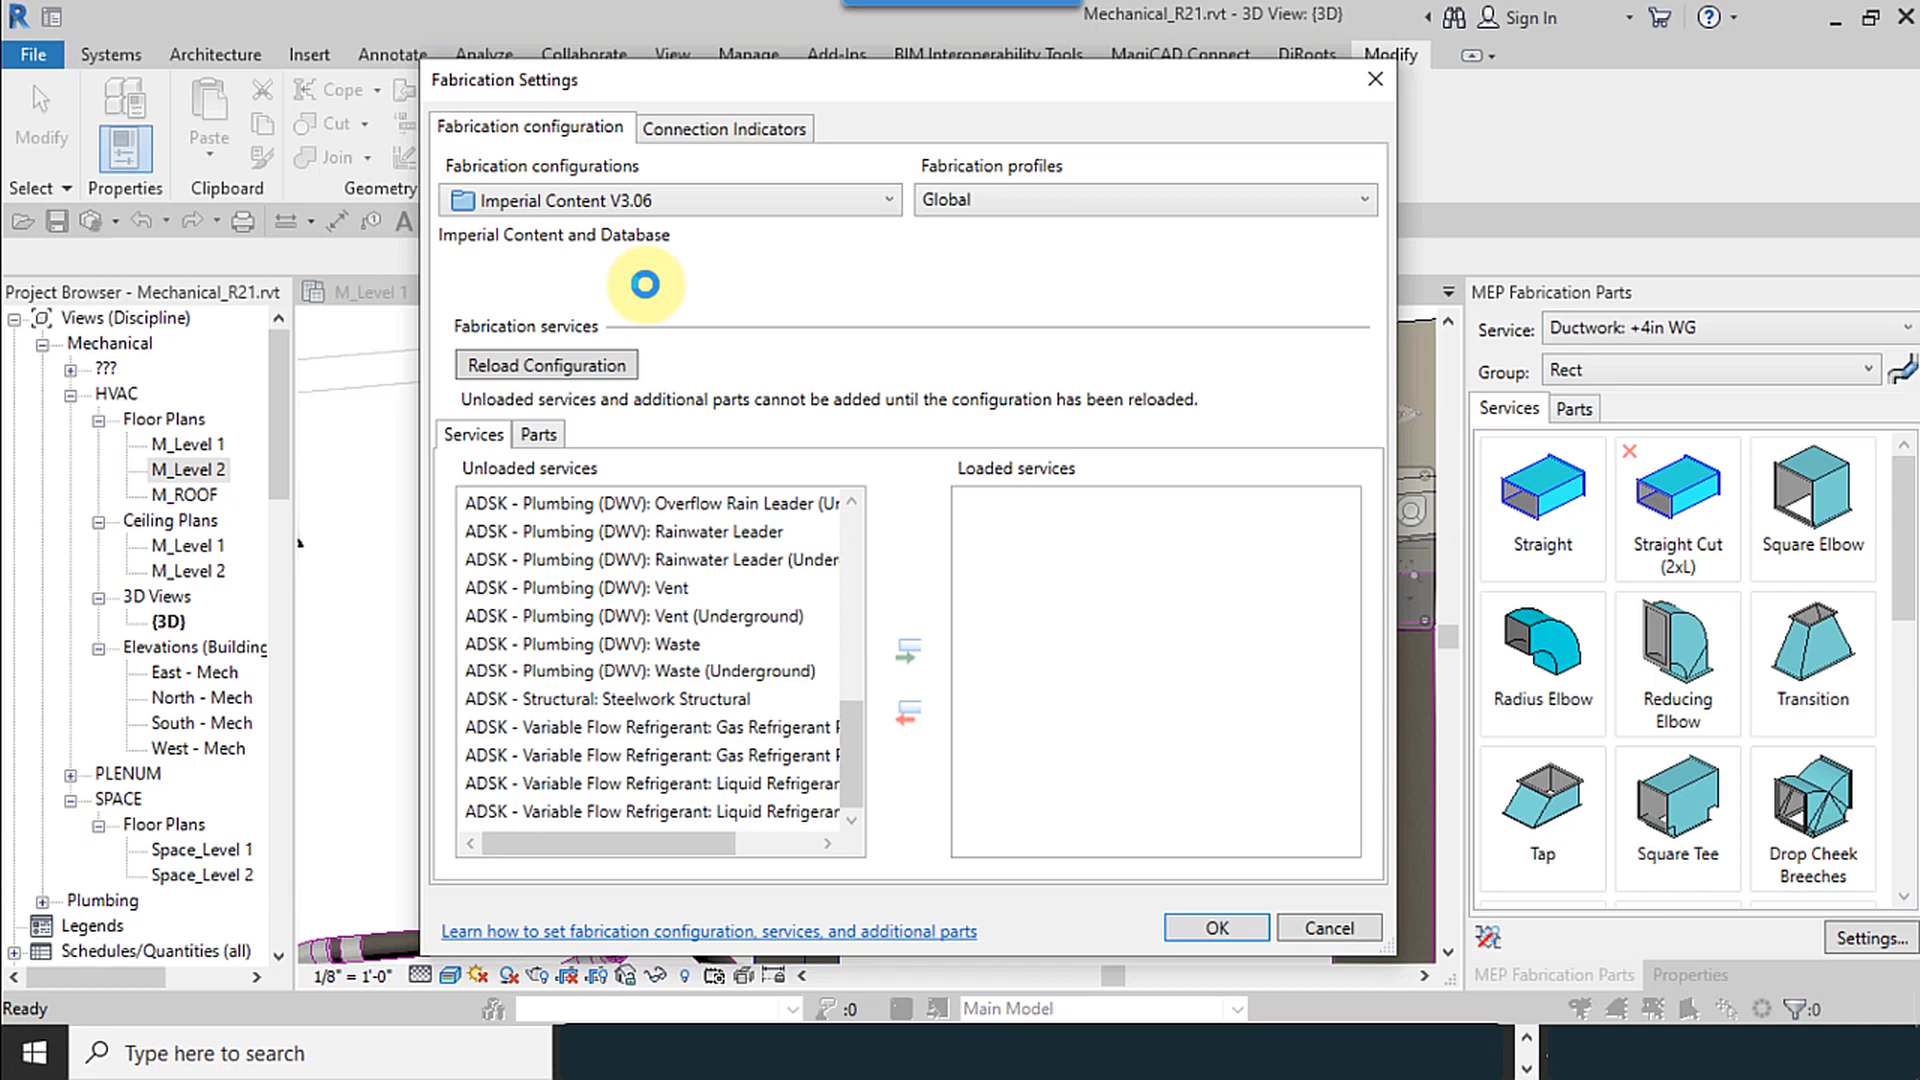 Mechanical_R21.rvt - 3D View: {3D}
Sign In
File
Systems
Architecture
Insert
Annotate
Analyze
Collaborate
View
Manage
Add-Ins
BIM Interoperability Tools
MagiCAD Connect
DiRoots
Modify
Modify
Paste
Cope
Cut
Join
Select
Properties
Clipboard
Geometry
Fabrication Settings
Fabrication configuration
Connection Indicators
Fabrication configurations
Fabrication profiles
Imperial Content V3.06
Global
Imperial Content and Database
Fabrication services
Reload Configuration
Unloaded services and additional parts cannot be added until the configuration has been reloaded.
Services
Parts
Unloaded services
Loaded services
ADSK - Plumbing (DWV): Overflow Rain Leader (Ur
ADSK - Plumbing (DWV): Rainwater Leader
ADSK - Plumbing (DWV): Rainwater Leader (Under
ADSK - Plumbing (DWV): Vent
ADSK - Plumbing (DWV): Vent (Underground)
ADSK - Plumbing (DWV): Waste
ADSK - Plumbing (DWV): Waste (Underground)
ADSK - Structural: Steelwork Structural
ADSK - Variable Flow Refrigerant: Gas Refrigerant P
ADSK - Variable Flow Refrigerant: Gas Refrigerant P
ADSK - Variable Flow Refrigerant: Liquid Refrigerar
ADSK - Variable Flow Refrigerant: Liquid Refrigerar
Learn how to set fabrication configuration, services, and additional parts
OK
Cancel
Project Browser - Mechanical_R21.rvt
M_Level 1
Views (Discipline)
Mechanical
???
HVAC
Floor Plans
M_Level 1
M_Level 2
M_ROOF
Ceiling Plans
M_Level 1
M_Level 2
3D Views
{3D}
Elevations (Building
East - Mech
North - Mech
South - Mech
West - Mech
PLENUM
SPACE
Floor Plans
Space_Level 1
Space_Level 2
Plumbing
Legends
Schedules/Quantities (all)
MEP Fabrication Parts
Service:
Ductwork: +4in WG
Group:
Rect
Services
Parts
Straight
Straight Cut
(2xL)
Square Elbow
Radius Elbow
Reducing
Elbow
Transition
Tap
Square Tee
Drop Cheek
Breeches
Settings...
MEP Fabrication Parts
Properties
1/8" = 1'-0"
Ready
:0
Main Model
:0
Type here to search